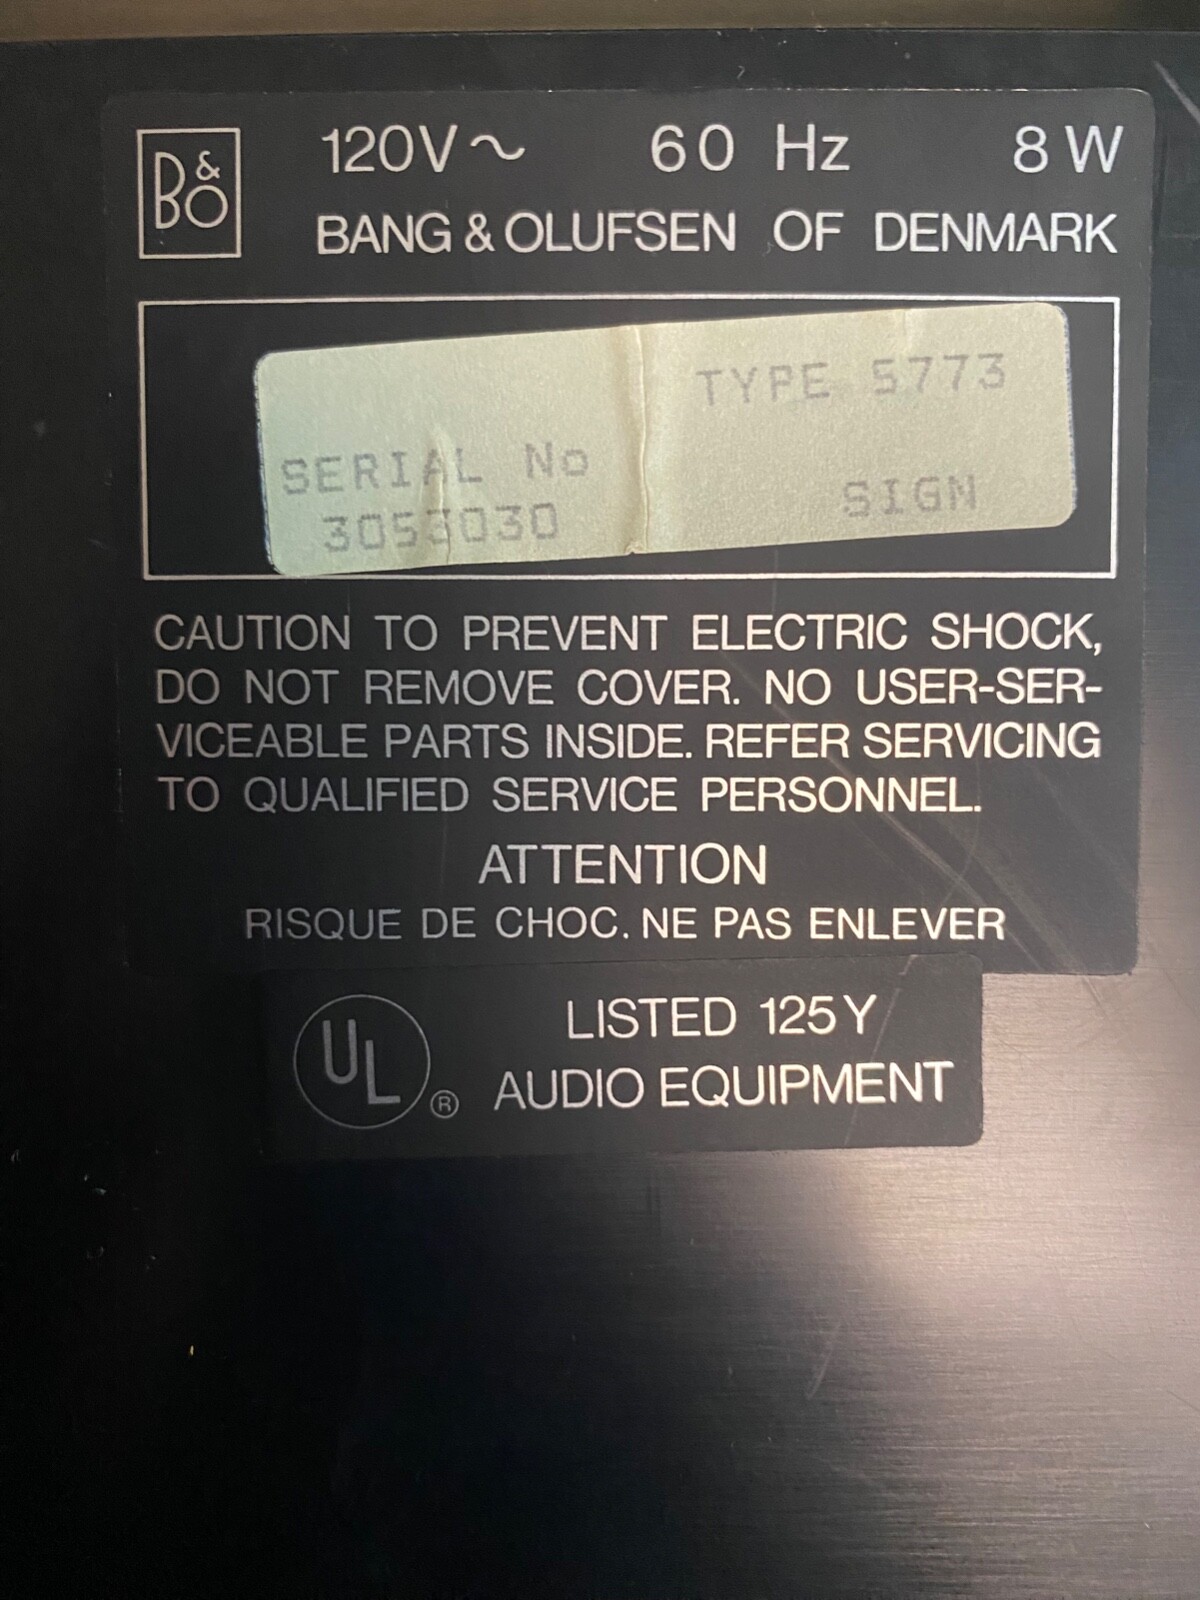 B&O
120V~ 60 Hz 8 W
BANG & OLUFSEN OF DENMARK
TYPE 5773
SERIAL No
SIGN
3053030
CAUTION TO PREVENT ELECTRIC SHOCK,
DO NOT REMOVE COVER. NO USER-SER-
VICEABLE PARTS INSIDE. REFER SERVICING
TO QUALIFIED SERVICE PERSONNEL.
ATTENTION
RISQUE DE CHOC. NE PAS ENLEVER
UL ®
LISTED 125Y
AUDIO EQUIPMENT